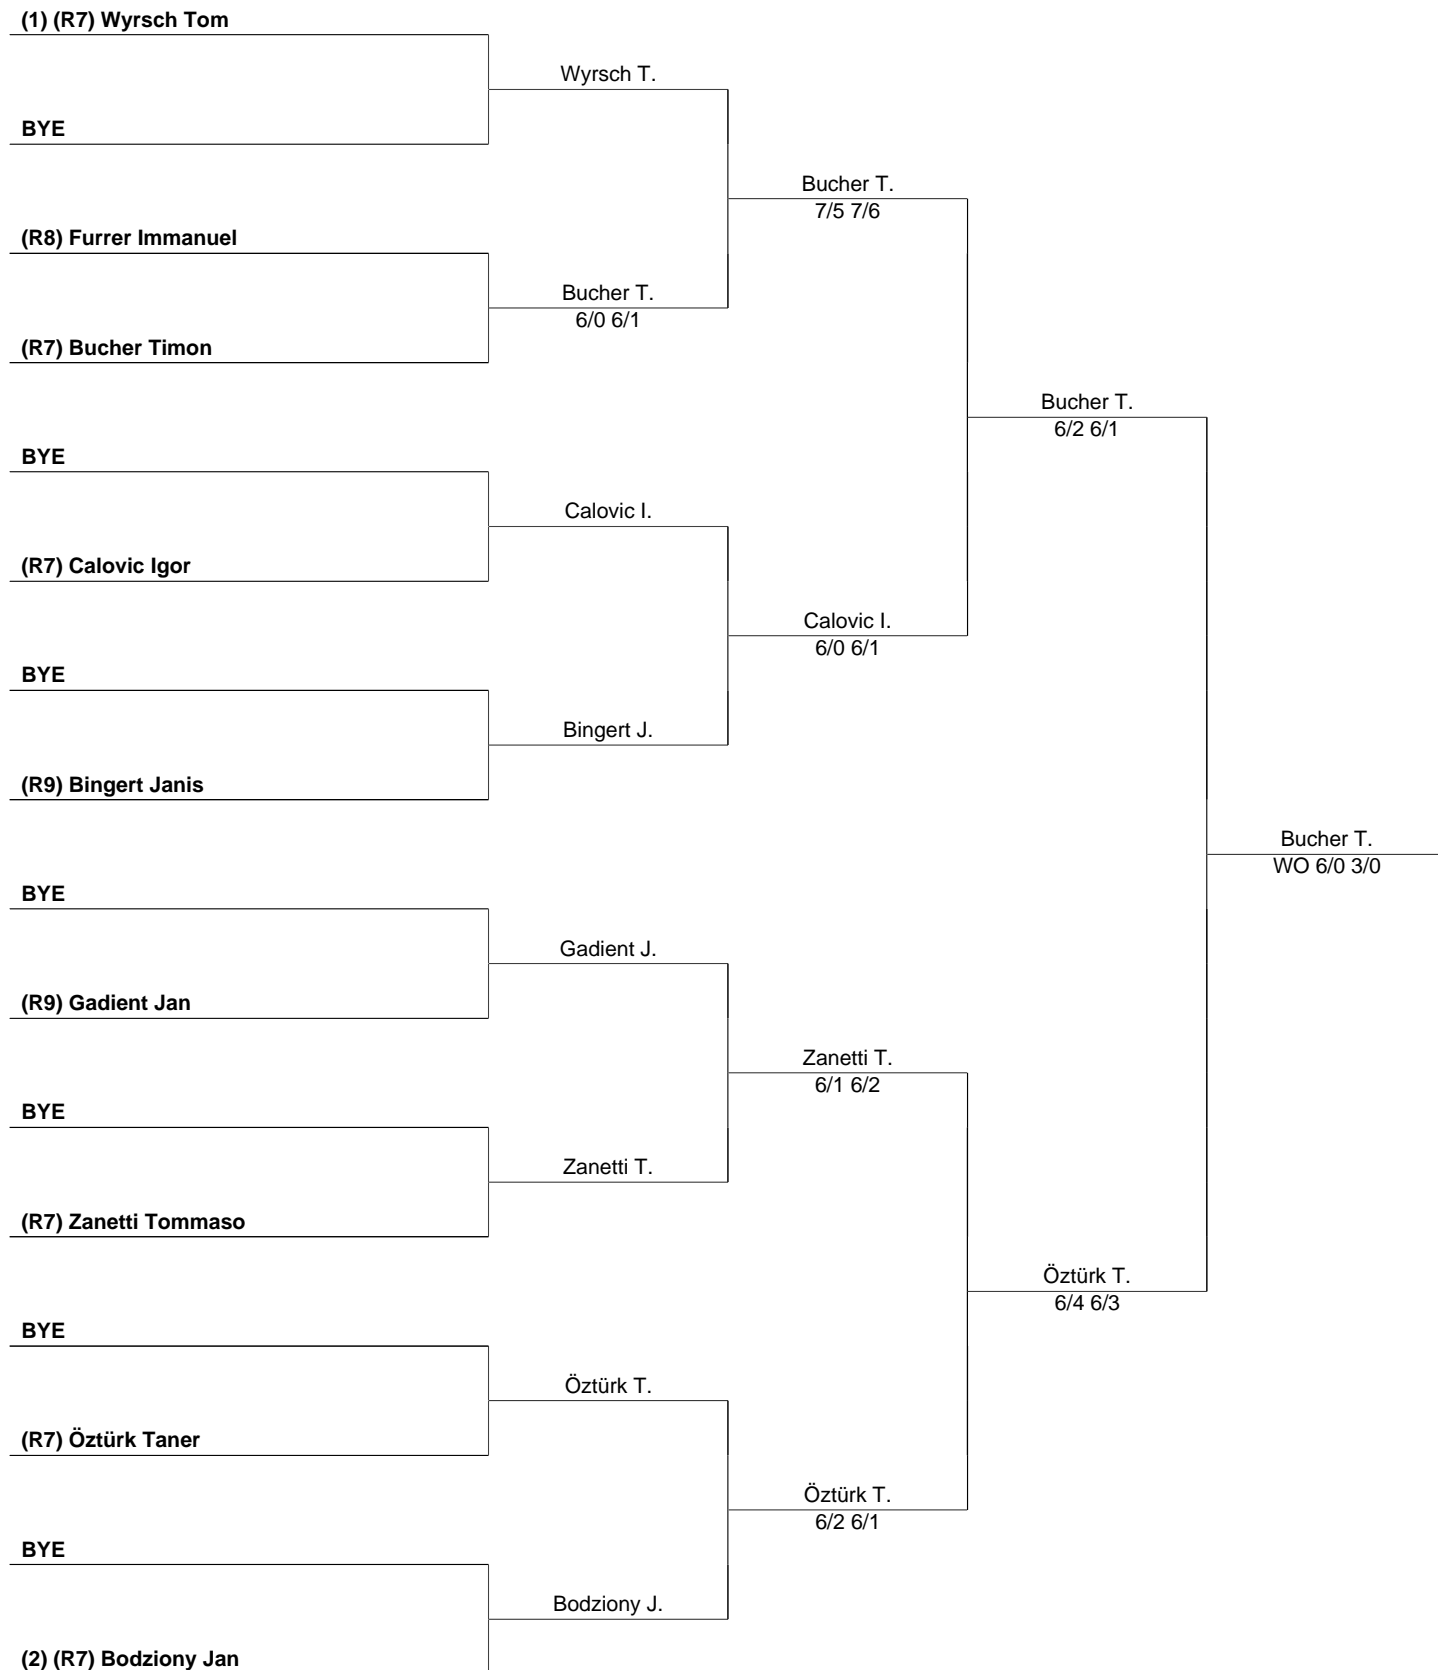 (1) (R7) Wyrsch Tom
Wyrsch T.
BYE
Bucher T.
7/5 7/6
(R8) Furrer Immanuel
Bucher T.
6/0 6/1
(R7) Bucher Timon
Bucher T.
6/2 6/1
BYE
Calovic I.
(R7) Calovic Igor
Calovic I.
6/0 6/1
BYE
Bingert J.
(R9) Bingert Janis
Bucher T.
WO 6/0 3/0
BYE
Gadient J.
(R9) Gadient Jan
Zanetti T.
6/1 6/2
BYE
Zanetti T.
(R7) Zanetti Tommaso
Öztürk T.
6/4 6/3
BYE
Öztürk T.
(R7) Öztürk Taner
Öztürk T.
6/2 6/1
BYE
Bodziony J.
(2) (R7) Bodziony Jan